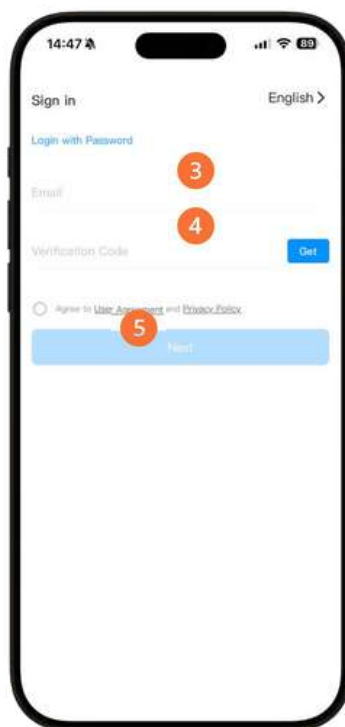 14:47 89
Sign in English >
Login with Password
3
Email
4
Verification Code Get
Agree to User Agreement and Privacy Policy
5
Next